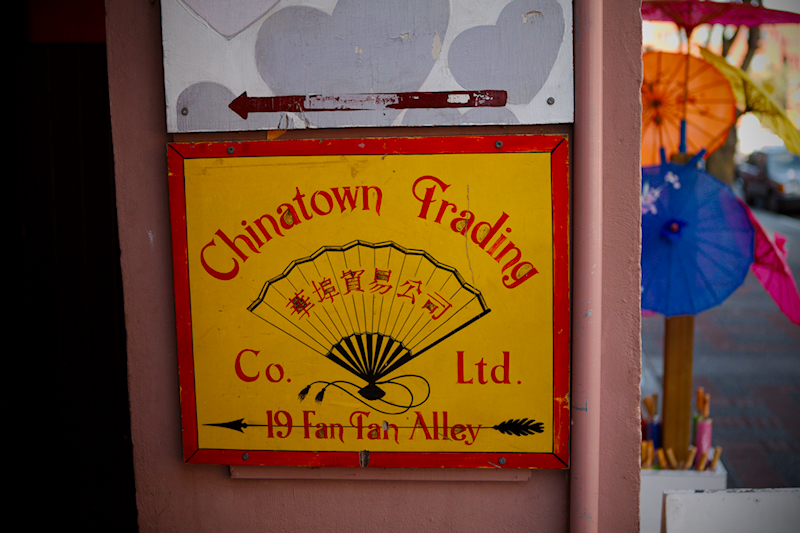 Chinatown Trading
華埠貿易公司
Co. Ltd.
19 Fan Tan Alley